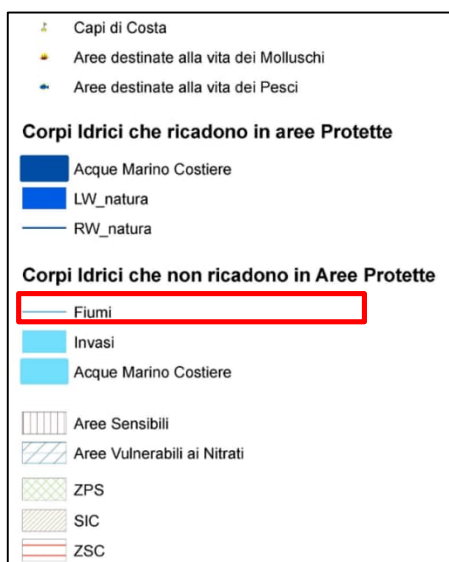 Capi di Costa
Aree destinate alla vita dei Molluschi
Aree destinate alla vita dei Pesci
Corpi Idrici che ricadono in aree Protette
Acque Marino Costiere
LW_natura
RW_natura
Corpi Idrici che non ricadono in Aree Protette
Fiumi
Invasi
Acque Marino Costiere
Aree Sensibili
Aree Vulnerabili ai Nitrati
ZPS
SIC
ZSC